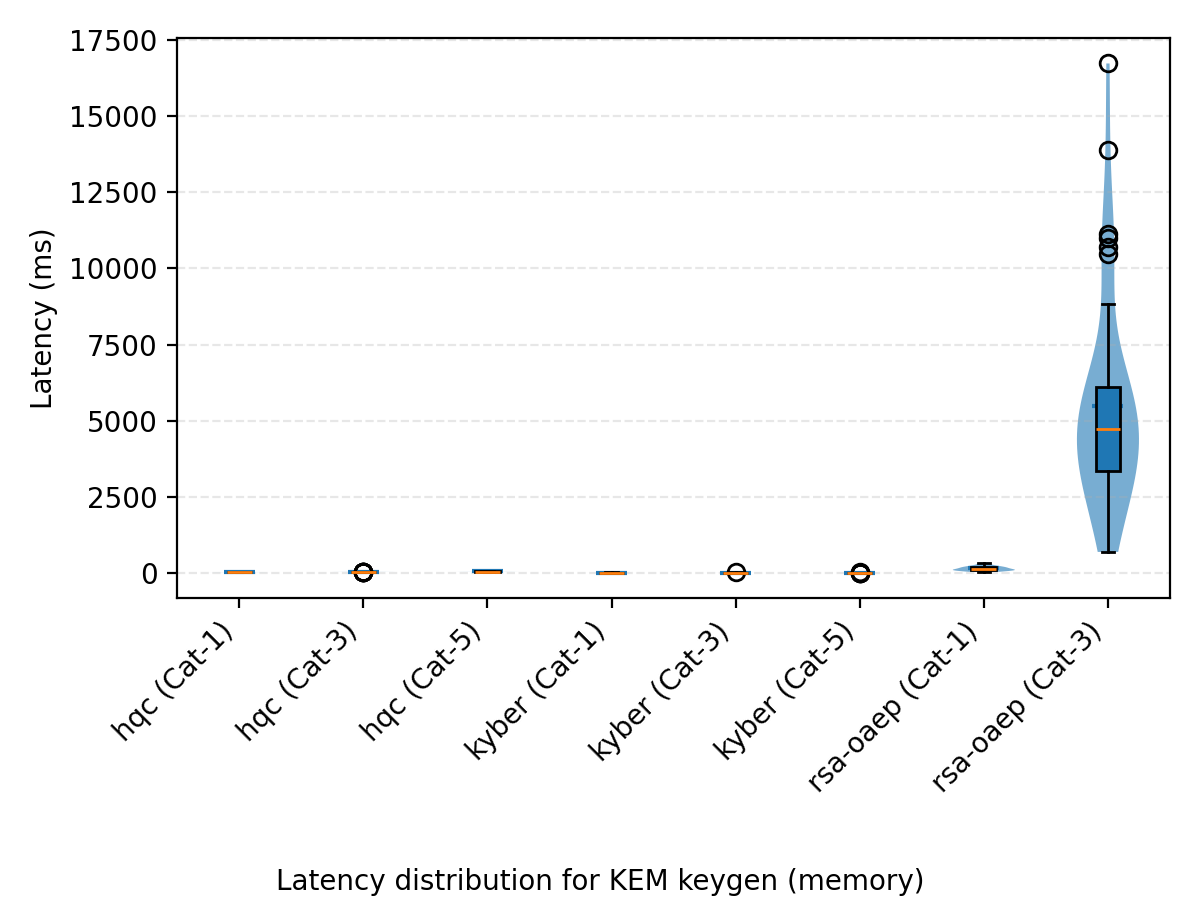 17500
15000
12500
10000
7500
5000
2500
0
Latency (ms)
hqc (Cat-1)
hqc (Cat-3)
hqc (Cat-5)
kyber (Cat-1)
kyber (Cat-3)
kyber (Cat-5)
rsa-oaep (Cat-1)
rsa-oaep (Cat-3)
Latency distribution for KEM keygen (memory)